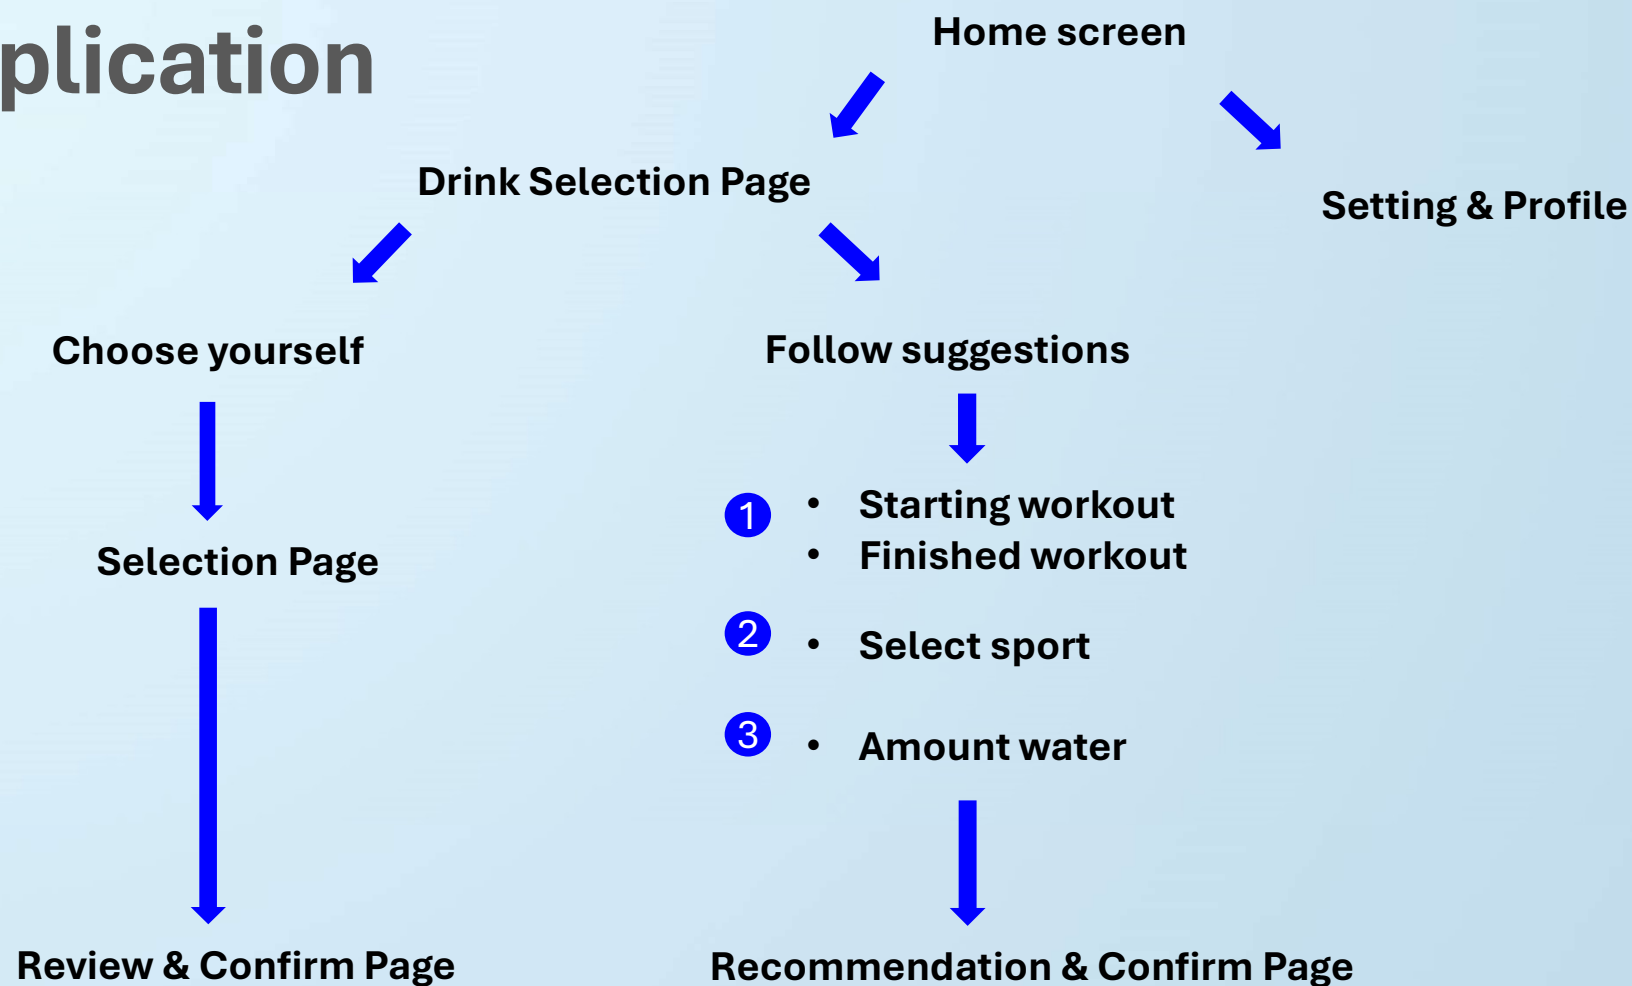 plication
Home screen
Drink Selection Page
Setting & Profile
Choose yourself
Follow suggestions
1 • Starting workout
• Finished workout
Selection Page
2 • Select sport
3 • Amount water
Review & Confirm Page
Recommendation & Confirm Page